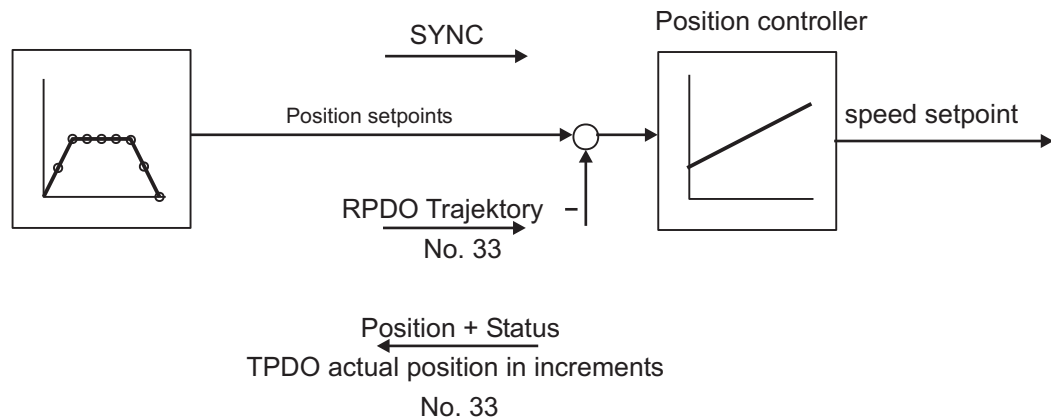 Position controller
SYNC
Position setpoints
speed setpoint
RPDO Trajektory –
No. 33
Position + Status
TPDO actual position in increments
No. 33